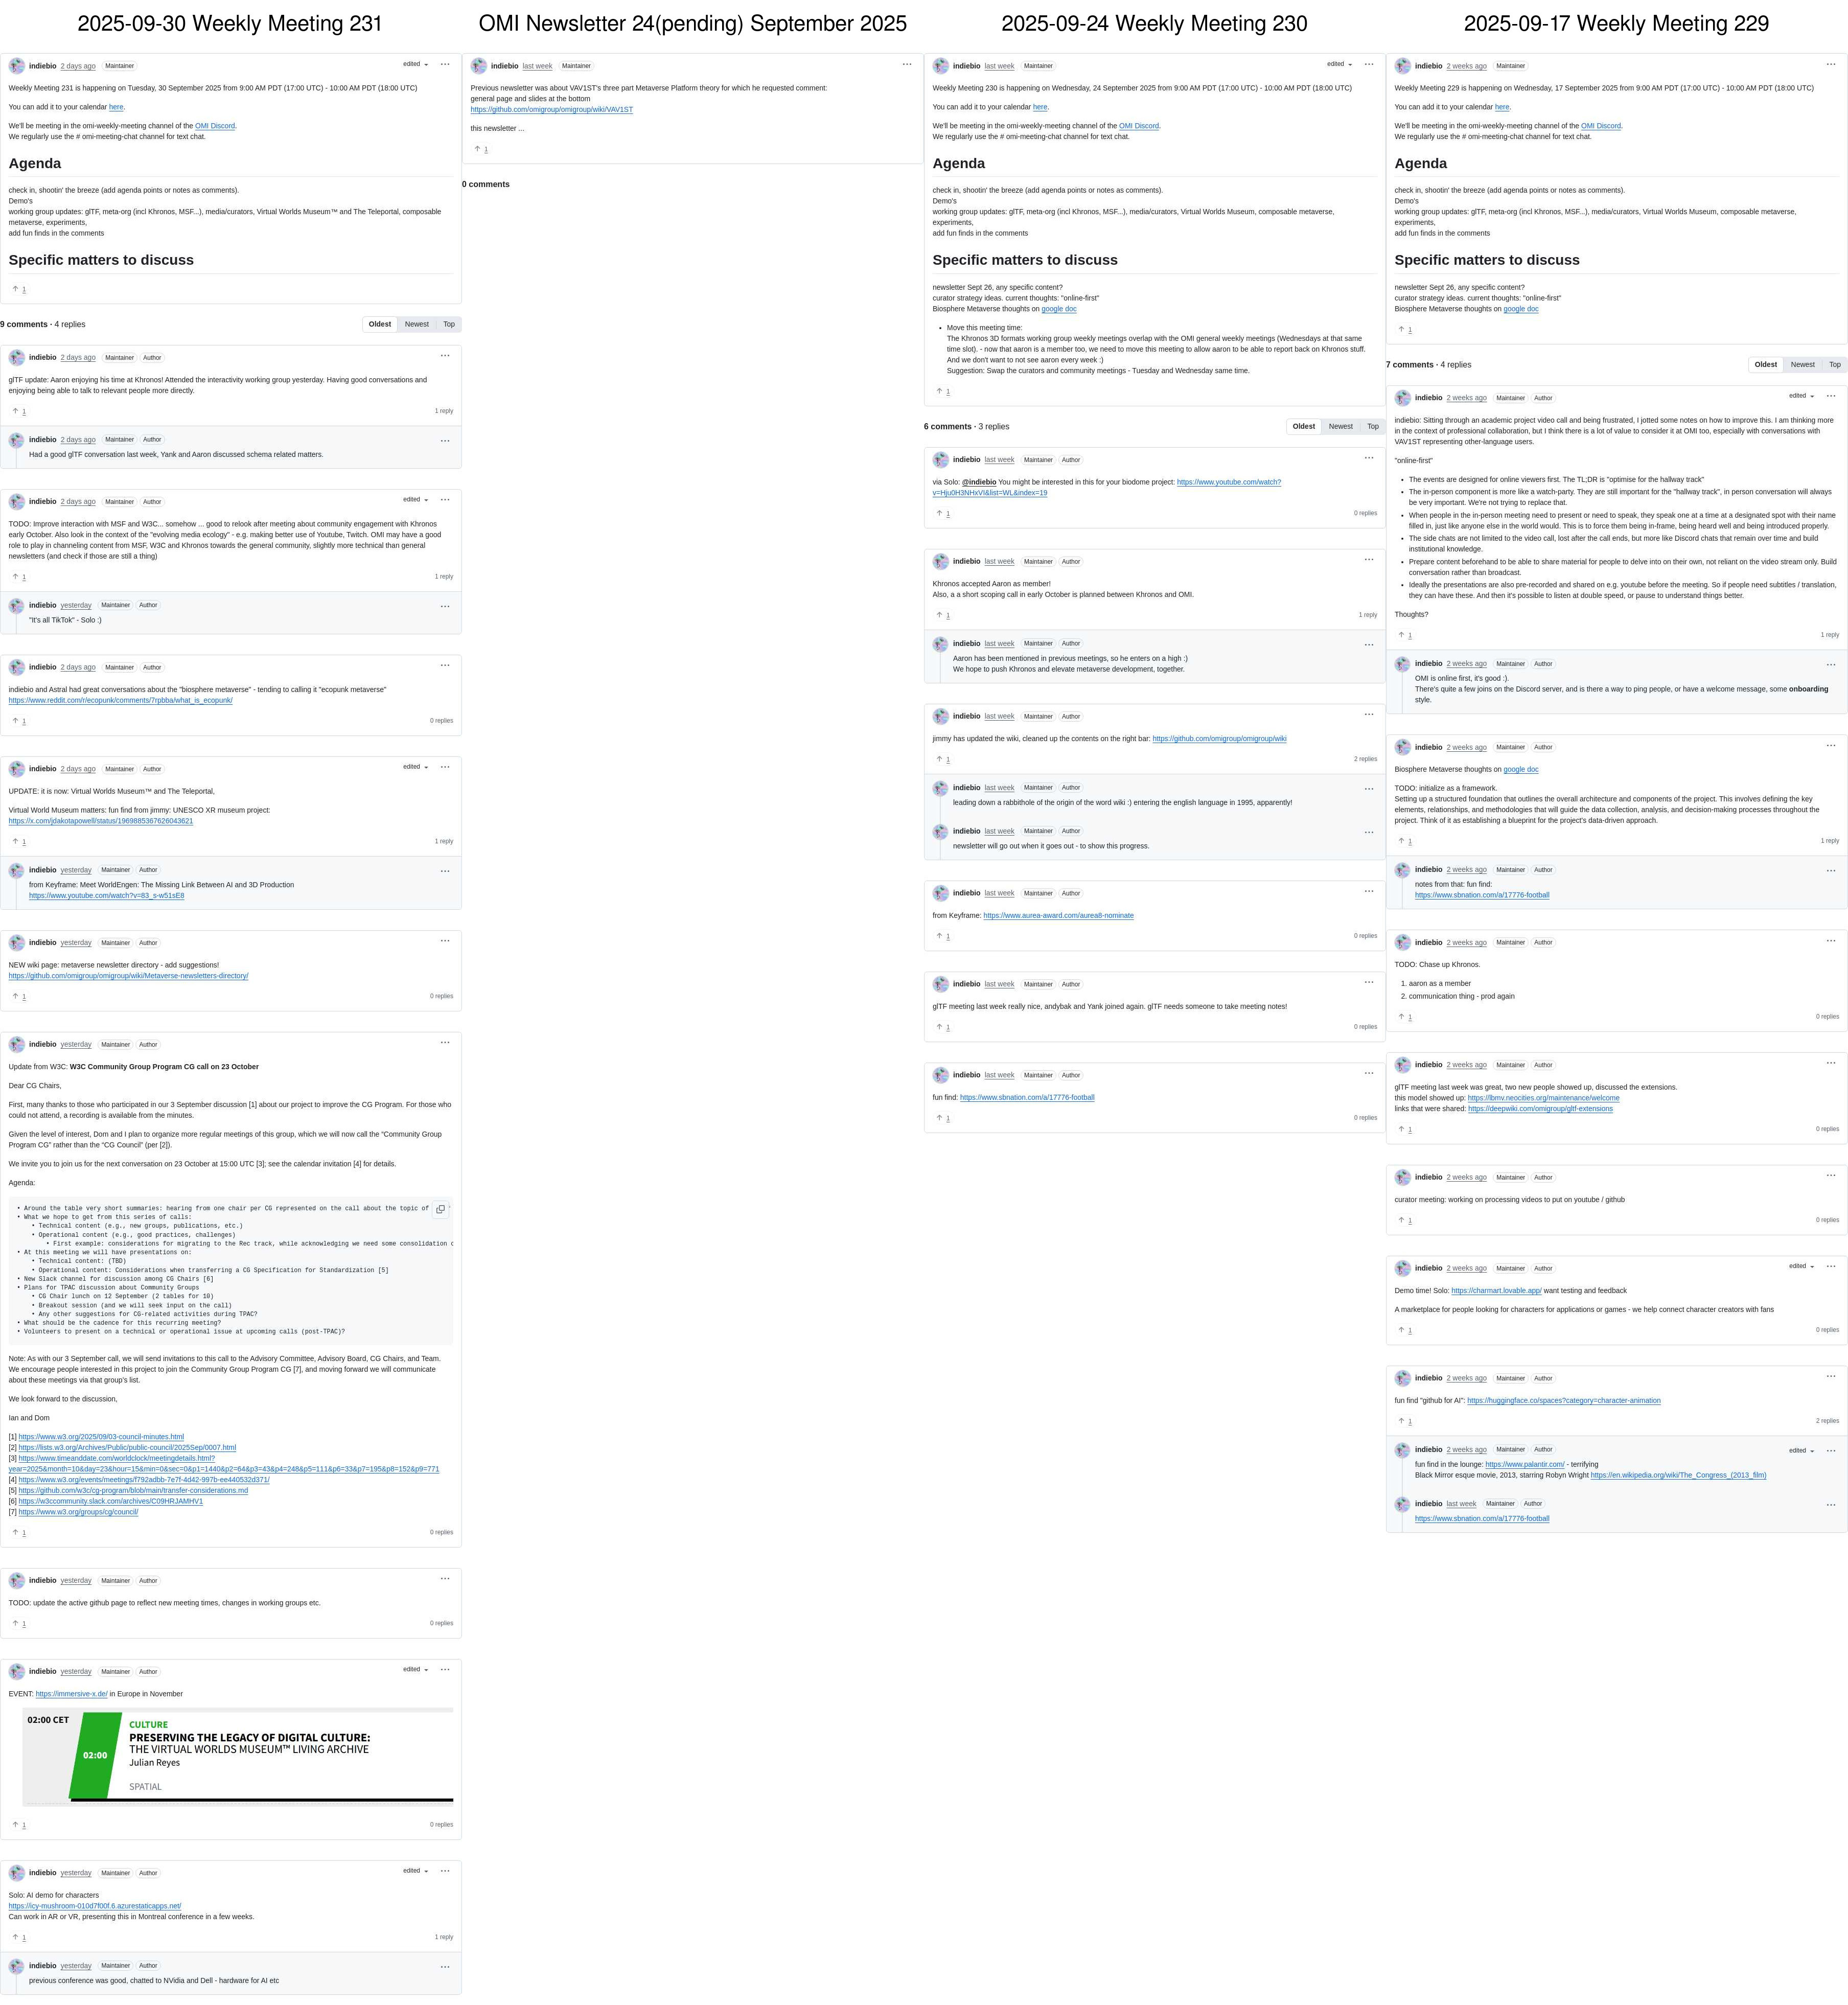 2025-09-30 Weekly Meeting 231
indiebio 2 days ago Maintainer edited
Weekly Meeting 231 is happening on Tuesday, 30 September 2025 from 9:00 AM PDT (17:00 UTC) - 10:00 AM PDT (18:00 UTC)
You can add it to your calendar here.
We'll be meeting in the omi-weekly-meeting channel of the OMI Discord.
We regularly use the # omi-meeting-chat channel for text chat.
Agenda
check in, shootin' the breeze (add agenda points or notes as comments).
Demo's
working group updates: glTF, meta-org (incl Khronos, MSF...), media/curators, Virtual Worlds Museum™ and The Teleportal, composable
metaverse, experiments,
add fun finds in the comments
Specific matters to discuss
↑ 1
9 comments · 4 replies Oldest Newest Top
indiebio 2 days ago Maintainer Author
glTF update: Aaron enjoying his time at Khronos! Attended the interactivity working group yesterday. Having good conversations and
enjoying being able to talk to relevant people more directly.
↑ 1 1 reply
indiebio 2 days ago Maintainer Author
Had a good glTF conversation last week, Yank and Aaron discussed schema related matters.
indiebio 2 days ago Maintainer Author edited
TODO: Improve interaction with MSF and W3C... somehow ... good to relook after meeting about community engagement with Khronos
early October. Also look in the context of the "evolving media ecology" - e.g. making better use of Youtube, Twitch. OMI may have a good
role to play in channeling content from MSF, W3C and Khronos towards the general community, slightly more technical than general
newsletters (and check if those are still a thing)
↑ 1 1 reply
indiebio yesterday Maintainer Author
"It's all TikTok" - Solo :)
indiebio 2 days ago Maintainer Author
indiebio and Astral had great conversations about the "biosphere metaverse" - tending to calling it "ecopunk metaverse"
https://www.reddit.com/r/ecopunk/comments/7rpbba/what_is_ecopunk/
↑ 1 0 replies
indiebio 2 days ago Maintainer Author edited
UPDATE: it is now: Virtual Worlds Museum™ and The Teleportal,
Virtual World Museum matters: fun find from jimmy: UNESCO XR museum project:
https://x.com/jdakotapowell/status/1969885367626043621
↑ 1 1 reply
indiebio yesterday Maintainer Author
from Keyframe: Meet WorldEngen: The Missing Link Between AI and 3D Production
https://www.youtube.com/watch?v=83_s-w51sE8
indiebio yesterday Maintainer Author
NEW wiki page: metaverse newsletter directory - add suggestions!
https://github.com/omigroup/omigroup/wiki/Metaverse-newsletters-directory/
↑ 1 0 replies
indiebio yesterday Maintainer Author
Update from W3C: W3C Community Group Program CG call on 23 October
Dear CG Chairs,
First, many thanks to those who participated in our 3 September discussion [1] about our project to improve the CG Program. For those who
could not attend, a recording is available from the minutes.
Given the level of interest, Dom and I plan to organize more regular meetings of this group, which we will now call the "Community Group
Program CG" rather than the "CG Council" (per [2]).
We invite you to join us for the next conversation on 23 October at 15:00 UTC [3]; see the calendar invitation [4] for details.
Agenda:
• Around the table very short summaries: hearing from one chair per CG represented on the call about the topic of
• What we hope to get from this series of calls:
• Technical content (e.g., new groups, publications, etc.)
• Operational content (e.g., good practices, challenges)
• First example: considerations for migrating to the Rec track, while acknowledging we need some consolidation
• At this meeting we will have presentations on:
• Technical content: (TBD)
• Operational content: Considerations when transferring a CG Specification for Standardization [5]
• New Slack channel for discussion among CG Chairs [6]
• Plans for TPAC discussion about Community Groups
• CG Chair lunch on 12 September (2 tables for 10)
• Breakout session (and we will seek input on the call)
• Any other suggestions for CG-related activities during TPAC?
• What should be the cadence for this recurring meeting?
• Volunteers to present on a technical or operational issue at upcoming calls (post-TPAC)?
Note: As with our 3 September call, we will send invitations to this call to the Advisory Committee, Advisory Board, CG Chairs, and Team.
We encourage people interested in this project to join the Community Group Program CG [7], and moving forward we will communicate
about these meetings via that group's list.
We look forward to the discussion,
Ian and Dom
[1] https://www.w3.org/2025/09/03-council-minutes.html
[2] https://lists.w3.org/Archives/Public/public-council/2025Sep/0007.html
[3] https://www.timeanddate.com/worldclock/meetingdetails.html?
year=2025&month=10&day=23&hour=15&min=0&sec=0&p1=1440&p2=64&p3=43&p4=248&p5=111&p6=33&p7=195&p8=152&p9=771
[4] https://www.w3.org/events/meetings/f792adbb-7e7f-4d42-997b-ee440532d371/
[5] https://github.com/w3c/cg-program/blob/main/transfer-considerations.md
[6] https://w3ccommunity.slack.com/archives/C09HRJAMHV1
[7] https://www.w3.org/groups/cg/council/
↑ 1 0 replies
indiebio yesterday Maintainer Author
TODO: update the active github page to reflect new meeting times, changes in working groups etc.
↑ 1 0 replies
indiebio yesterday Maintainer Author edited
EVENT: https://immersive-x.de/ in Europe in November
02:00 CET
02:00
CULTURE
PRESERVING THE LEGACY OF DIGITAL CULTURE:
THE VIRTUAL WORLDS MUSEUM™ LIVING ARCHIVE
Julian Reyes
SPATIAL
↑ 1 0 replies
indiebio yesterday Maintainer Author edited
Solo: AI demo for characters
https://icy-mushroom-010d7f00f.6.azurestaticapps.net/
Can work in AR or VR, presenting this in Montreal conference in a few weeks.
↑ 1 1 reply
indiebio yesterday Maintainer Author
previous conference was good, chatted to NVidia and Dell - hardware for AI etc
OMI Newsletter 24(pending) September 2025
indiebio last week Maintainer
Previous newsletter was about VAV1ST's three part Metaverse Platform theory for which he requested comment:
general page and slides at the bottom
https://github.com/omigroup/omigroup/wiki/VAV1ST
this newsletter ...
↑ 1
0 comments
2025-09-24 Weekly Meeting 230
indiebio last week Maintainer edited
Weekly Meeting 230 is happening on Wednesday, 24 September 2025 from 9:00 AM PDT (17:00 UTC) - 10:00 AM PDT (18:00 UTC)
You can add it to your calendar here.
We'll be meeting in the omi-weekly-meeting channel of the OMI Discord.
We regularly use the # omi-meeting-chat channel for text chat.
Agenda
check in, shootin' the breeze (add agenda points or notes as comments).
Demo's
working group updates: glTF, meta-org (incl Khronos, MSF...), media/curators, Virtual Worlds Museum, composable metaverse,
experiments,
add fun finds in the comments
Specific matters to discuss
newsletter Sept 26, any specific content?
curator strategy ideas. current thoughts: "online-first"
Biosphere Metaverse thoughts on google doc
• Move this meeting time:
The Khronos 3D formats working group weekly meetings overlap with the OMI general weekly meetings (Wednesdays at that same
time slot). - now that aaron is a member too, we need to move this meeting to allow aaron to be able to report back on Khronos stuff.
And we don't want to not see aaron every week :)
Suggestion: Swap the curators and community meetings - Tuesday and Wednesday same time.
↑ 1
6 comments · 3 replies Oldest Newest Top
indiebio last week Maintainer Author
via Solo: @indiebio You might be interested in this for your biodome project: https://www.youtube.com/watch?
v=Hju0H3NHxVI&list=WL&index=19
↑ 1 0 replies
indiebio last week Maintainer Author
Khronos accepted Aaron as member!
Also, a a short scoping call in early October is planned between Khronos and OMI.
↑ 1 1 reply
indiebio last week Maintainer Author
Aaron has been mentioned in previous meetings, so he enters on a high :)
We hope to push Khronos and elevate metaverse development, together.
indiebio last week Maintainer Author
jimmy has updated the wiki, cleaned up the contents on the right bar: https://github.com/omigroup/omigroup/wiki
↑ 1 2 replies
indiebio last week Maintainer Author
leading down a rabbithole of the origin of the word wiki :) entering the english language in 1995, apparently!
indiebio last week Maintainer Author
newsletter will go out when it goes out - to show this progress.
indiebio last week Maintainer Author
from Keyframe: https://www.aurea-award.com/aurea8-nominate
↑ 1 0 replies
indiebio last week Maintainer Author
glTF meeting last week really nice, andybak and Yank joined again. glTF needs someone to take meeting notes!
↑ 1 0 replies
indiebio last week Maintainer Author
fun find: https://www.sbnation.com/a/17776-football
↑ 1 0 replies
2025-09-17 Weekly Meeting 229
indiebio 2 weeks ago Maintainer
Weekly Meeting 229 is happening on Wednesday, 17 September 2025 from 9:00 AM PDT (17:00 UTC) - 10:00 AM PDT (18:00 UTC)
You can add it to your calendar here.
We'll be meeting in the omi-weekly-meeting channel of the OMI Discord.
We regularly use the # omi-meeting-chat channel for text chat.
Agenda
check in, shootin' the breeze (add agenda points or notes as comments).
Demo's
working group updates: glTF, meta-org (incl Khronos, MSF...), media/curators, Virtual Worlds Museum, composable metaverse,
experiments,
add fun finds in the comments
Specific matters to discuss
newsletter Sept 26, any specific content?
curator strategy ideas. current thoughts: "online-first"
Biosphere Metaverse thoughts on google doc
↑ 1
7 comments · 4 replies Oldest Newest Top
indiebio 2 weeks ago Maintainer Author edited
indiebio: Sitting through an academic project video call and being frustrated, I jotted some notes on how to improve this. I am thinking more
in the context of professional collaboration, but I think there is a lot of value to consider it at OMI too, especially with conversations with
VAV1ST representing other-language users.
"online-first"
• The events are designed for online viewers first. The TL;DR is "optimise for the hallway track"
• The in-person component is more like a watch-party. They are still important for the "hallway track", in person conversation will always
be very important. We're not trying to replace that.
• When people in the in-person meeting need to present or need to speak, they speak one at a time at a designated spot with their name
filled in, just like anyone else in the world would. This is to force them being in-frame, being heard well and being introduced properly.
• The side chats are not limited to the video call, lost after the call ends, but more like Discord chats that remain over time and build
institutional knowledge.
• Prepare content beforehand to be able to share material for people to delve into on their own, not reliant on the video stream only. Build
conversation rather than broadcast.
• Ideally the presentations are also pre-recorded and shared on e.g. youtube before the meeting. So if people need subtitles / translation,
they can have these. And then it's possible to listen at double speed, or pause to understand things better.
Thoughts?
↑ 1 1 reply
indiebio 2 weeks ago Maintainer Author
OMI is online first, it's good :).
There's quite a few joins on the Discord server, and is there a way to ping people, or have a welcome message, some onboarding
style.
indiebio 2 weeks ago Maintainer Author
Biosphere Metaverse thoughts on google doc
TODO: initialize as a framework.
Setting up a structured foundation that outlines the overall architecture and components of the project. This involves defining the key
elements, relationships, and methodologies that will guide the data collection, analysis, and decision-making processes throughout the
project. Think of it as establishing a blueprint for the project's data-driven approach.
↑ 1 1 reply
indiebio 2 weeks ago Maintainer Author
notes from that: fun find:
https://www.sbnation.com/a/17776-football
indiebio 2 weeks ago Maintainer Author
TODO: Chase up Khronos.
1. aaron as a member
2. communication thing - prod again
↑ 1 0 replies
indiebio 2 weeks ago Maintainer Author
glTF meeting last week was great, two new people showed up, discussed the extensions.
this model showed up: https://lbmv.neocities.org/maintenance/welcome
links that were shared: https://deepwiki.com/omigroup/gltf-extensions
↑ 1 0 replies
indiebio 2 weeks ago Maintainer Author
curator meeting: working on processing videos to put on youtube / github
↑ 1 0 replies
indiebio 2 weeks ago Maintainer Author edited
Demo time! Solo: https://charmart.lovable.app/ want testing and feedback
A marketplace for people looking for characters for applications or games - we help connect character creators with fans
↑ 1 0 replies
indiebio 2 weeks ago Maintainer Author
fun find "github for AI": https://huggingface.co/spaces?category=character-animation
↑ 1 2 replies
indiebio 2 weeks ago Maintainer Author edited
fun find in the lounge: https://www.palantir.com/ - terrifying
Black Mirror esque movie, 2013, starring Robyn Wright https://en.wikipedia.org/wiki/The_Congress_(2013_film)
indiebio last week Maintainer Author
https://www.sbnation.com/a/17776-football